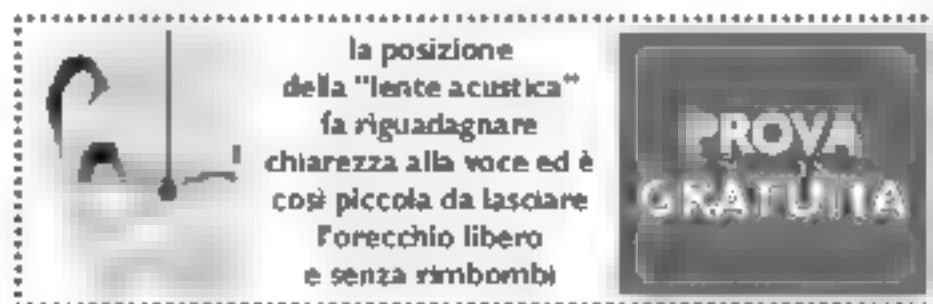 la posizione
della "lente acustica"
fa riguadagnare
chiarezza alla voce ed è
così piccola da lasciare
l'orecchio libero
e senza rimbombi
PROVA
GRATUITA